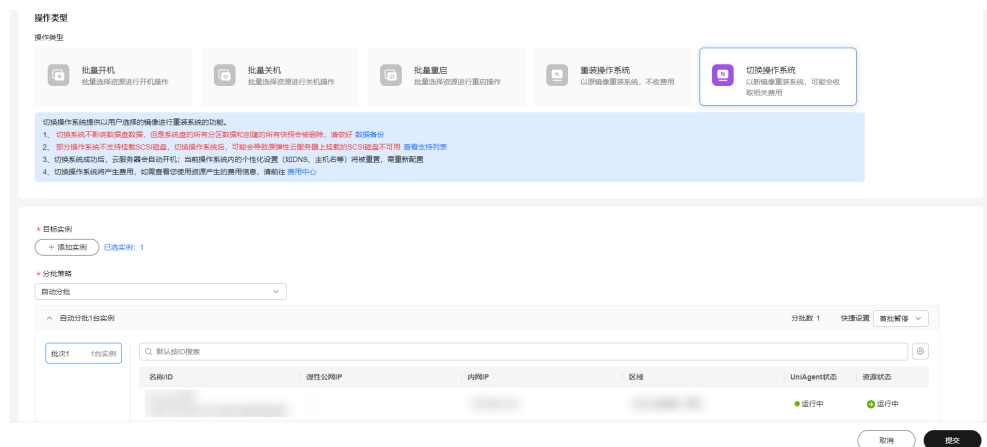 操作类型
操作类型
批量开机
批量选择资源进行开机操作
批量关机
批量选择资源进行关机操作
批量重启
批量选择资源进行重启操作
重装操作系统
以原镜像重装系统，不收费用
切换操作系统
以新镜像重装系统，可能会收
取相关费用
切换操作系统提供以用户选择的镜像进行重装系统的功能。
1、切换系统不影响数据盘数据，但是系统盘的所有分区数据和创建的所有快照会被删除，请做好 数据备份
2、部分操作系统不支持挂载SCSI磁盘，切换操作系统后，可能会导致原弹性云服务器上挂载的SCSI磁盘不可用 查看支持列表
3、切换系统成功后，云服务器会自动开机；当前操作系统内的个性化设置（如DNS、主机名等）将被重置，需重新配置
4、切换操作系统将产生费用，如需查看您使用资源产生的费用信息，请前往 费用中心
* 目标实例
+ 添加实例 已选实例：1
* 分批策略
自动分批
自动分批1台实例 分批数 1 快捷设置 首批暂停
批次1 1台实例
默认按ID搜索
名称/ID 弹性公网IP 内网IP 区域 UniAgent状态 资源状态
运行中 运行中
取消 提交